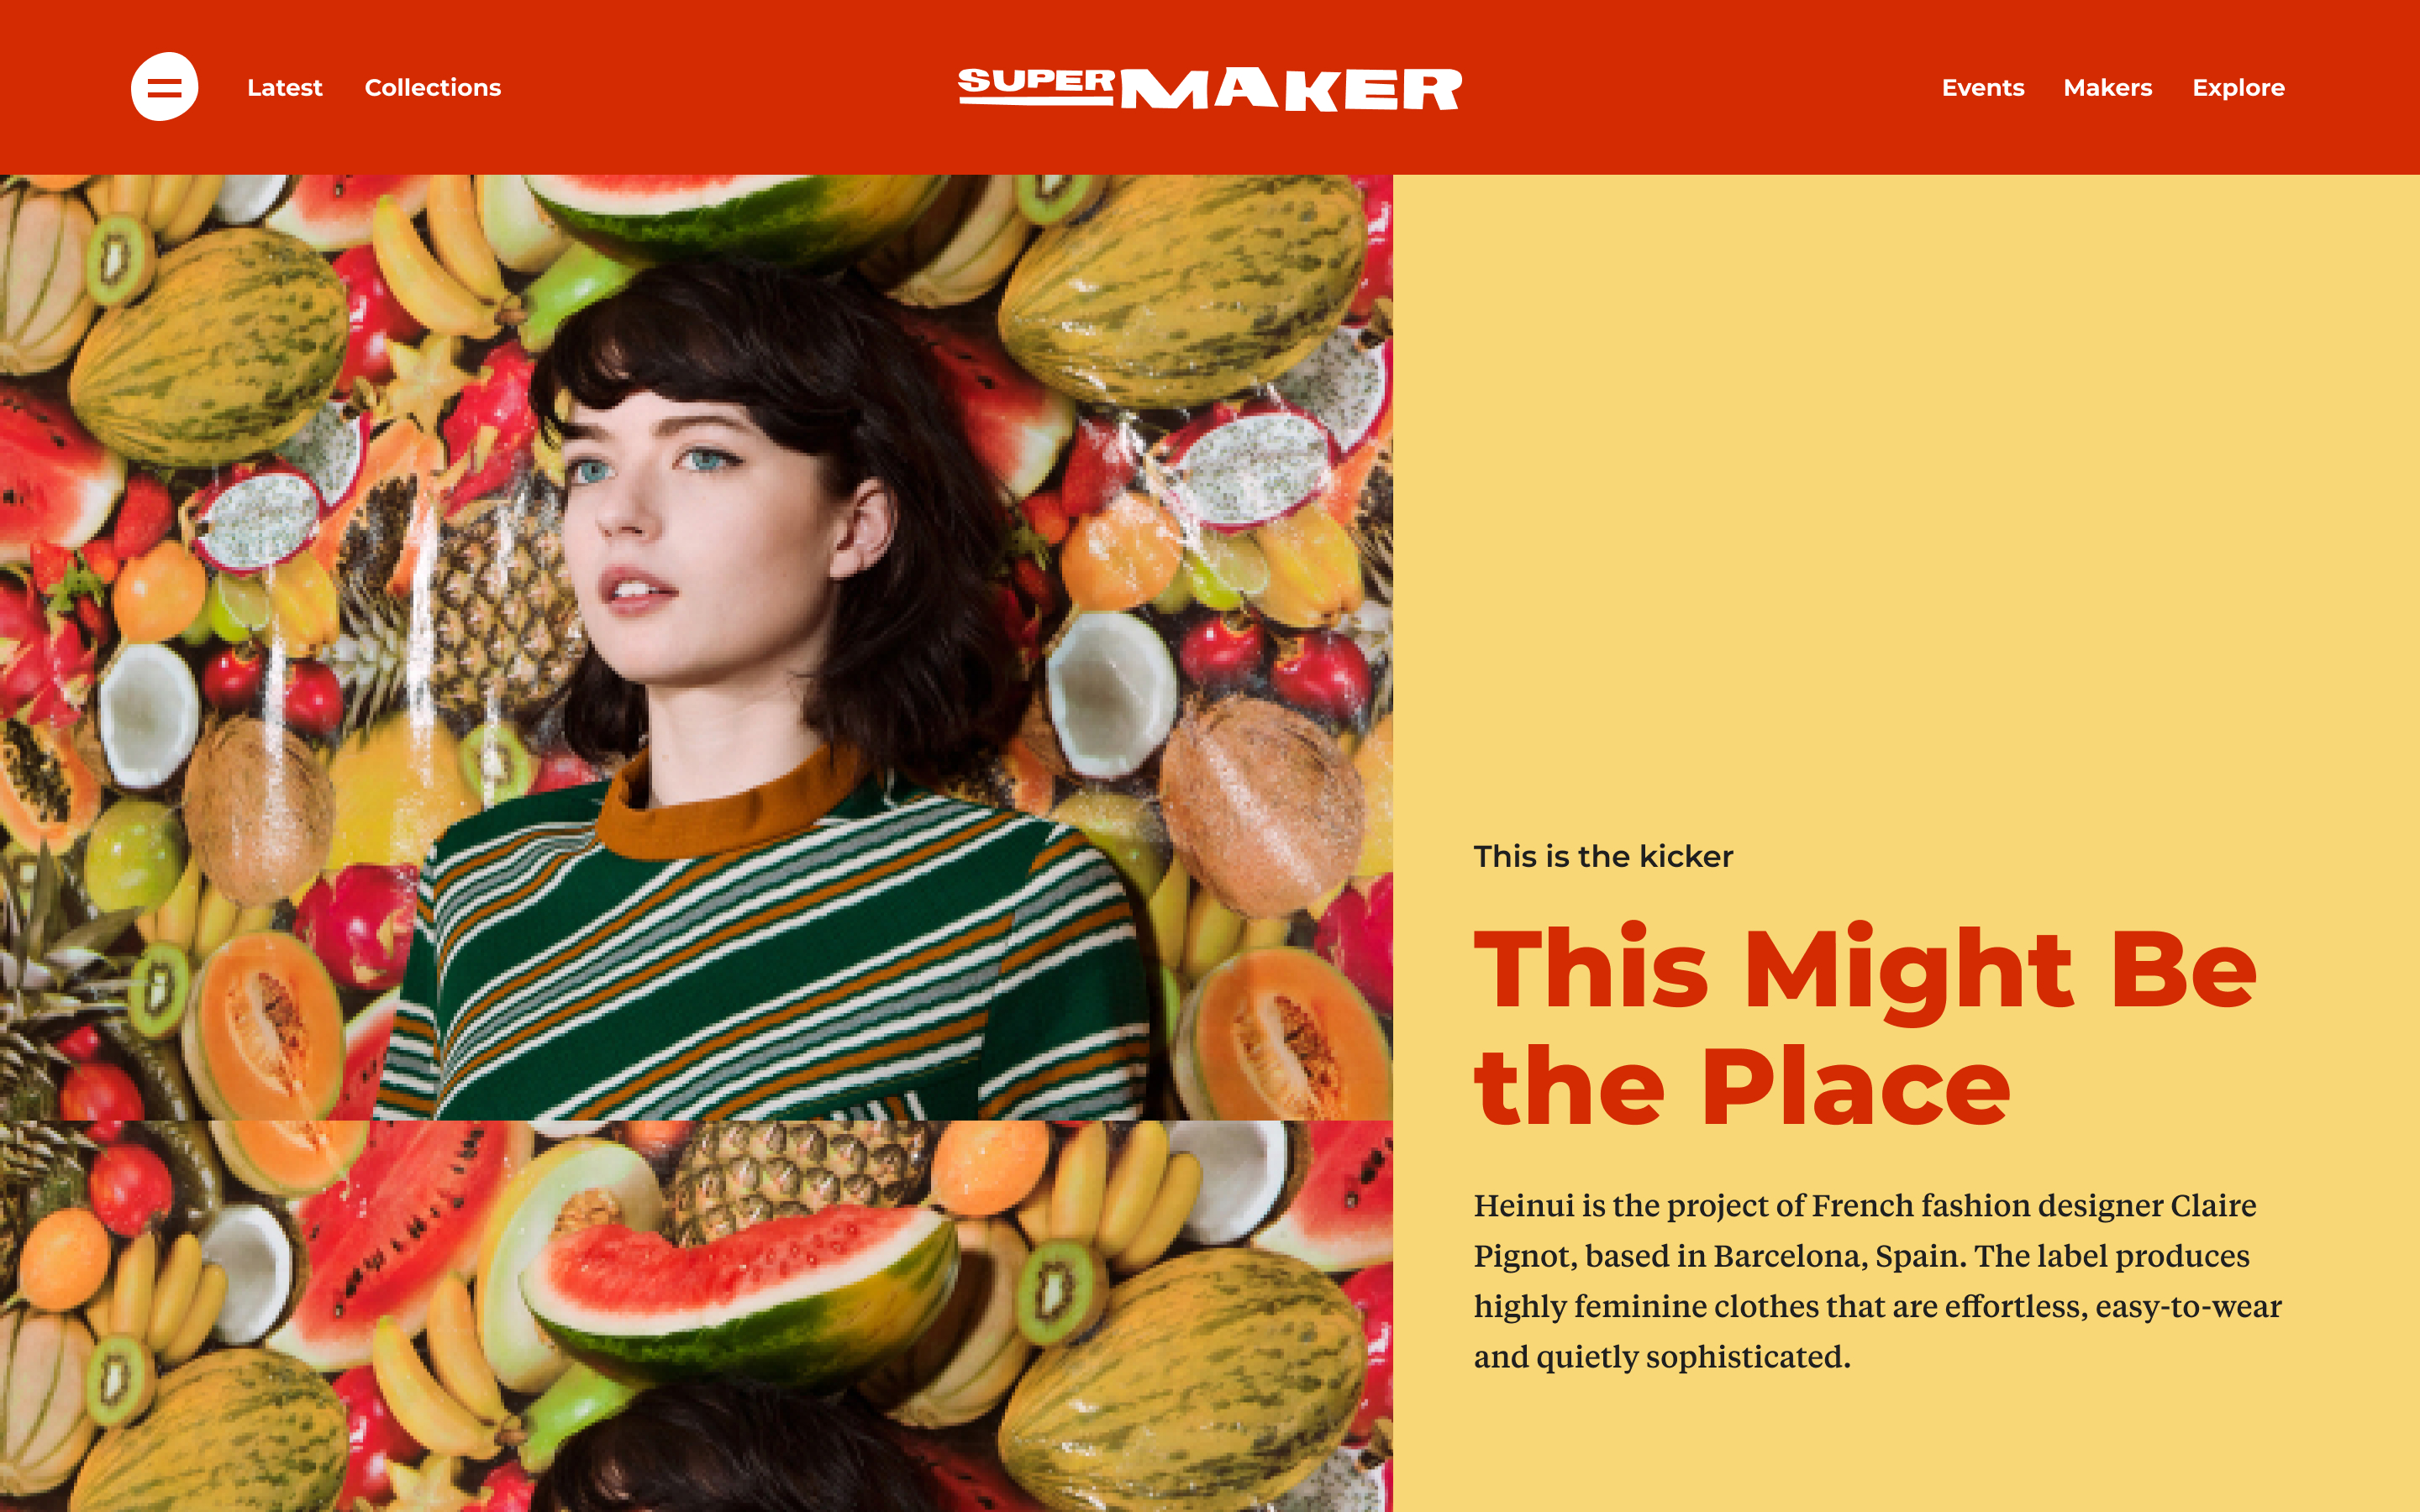 Latest Collections SUPERMAKER Events Makers Explore
This is the kicker
This Might Be
the Place
Heinui is the project of French fashion designer Claire
Pignot, based in Barcelona, Spain. The label produces
highly feminine clothes that are effortless, easy-to-wear
and quietly sophisticated.